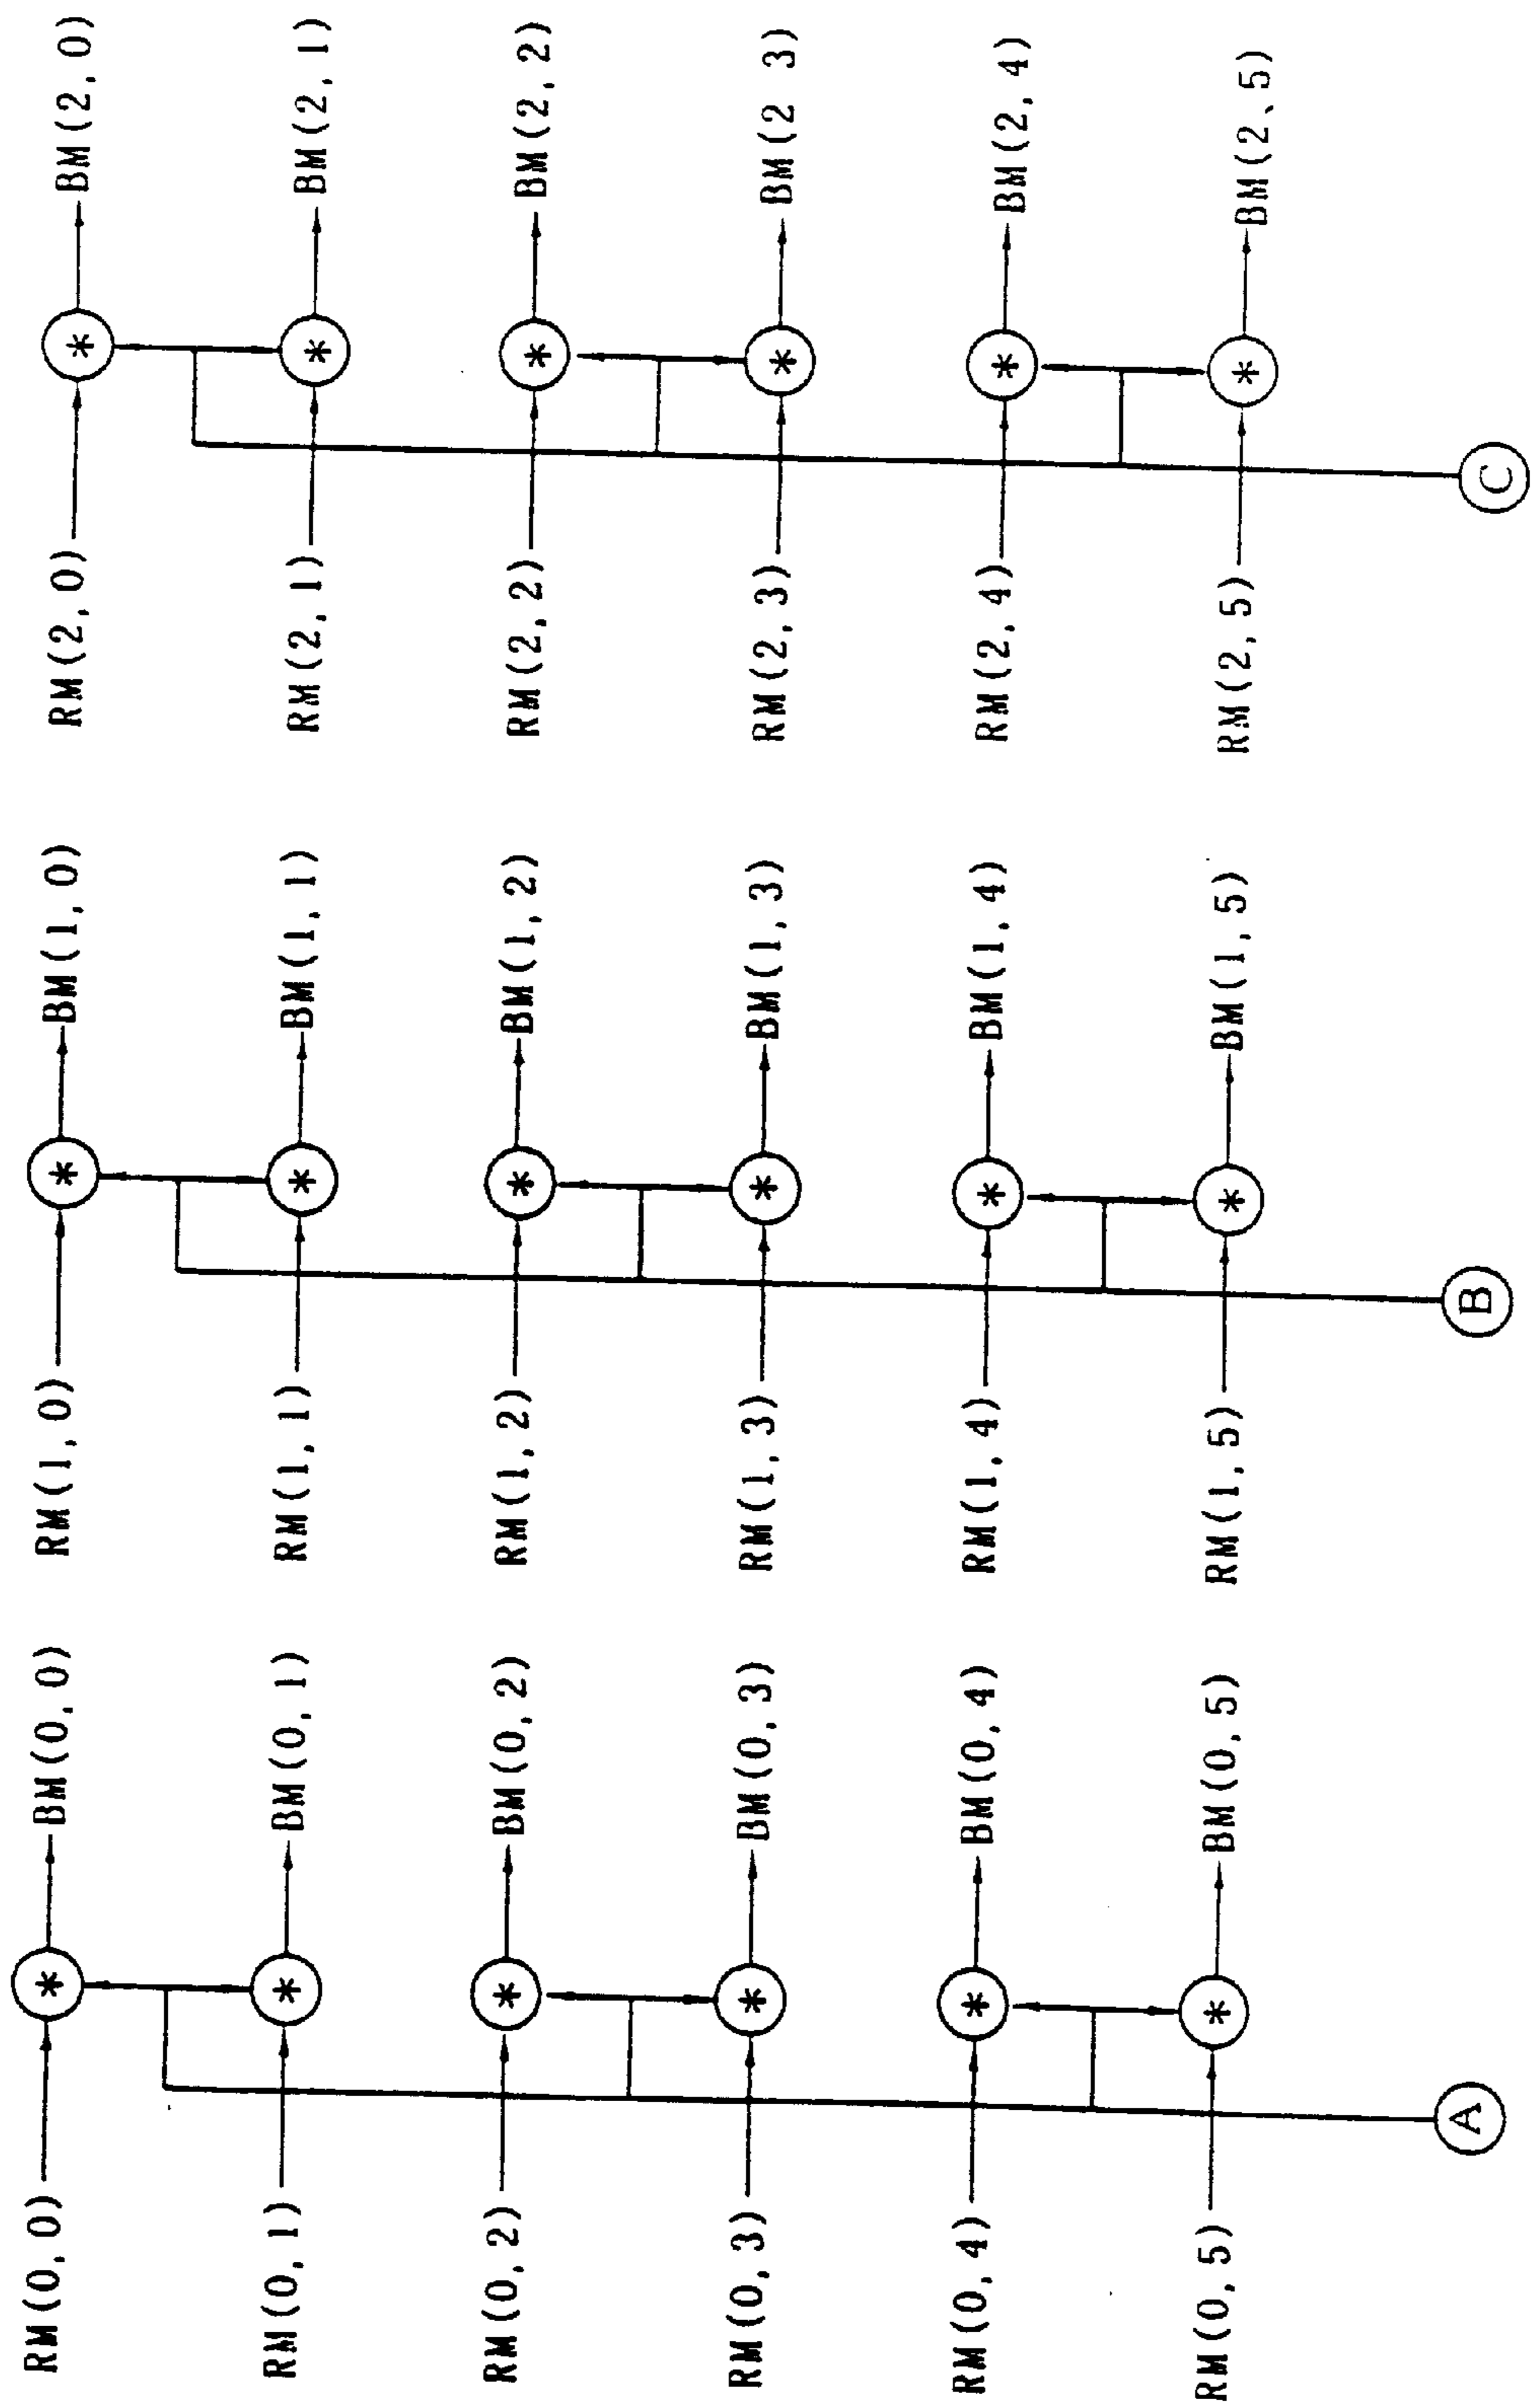 RM(0,0) * BM(0,0) RM(1,0) * BM(1,0) RM(2,0) * BM(2,0)
RM(0,1) * BM(0,1) RM(1,1) * BM(1,1) RM(2,1) * BM(2,1)
RM(0,2) * BM(0,2) RM(1,2) * BM(1,2) RM(2,2) * BM(2,2)
RM(0,3) * BM(0,3) RM(1,3) * BM(1,3) RM(2,3) * BM(2 3)
RM(0,4) * BM(0,4) RM(1,4) * BM(1,4) RM(2,4) * BM(2,4)
RM(0,5) * BM(0,5) RM(1,5) * BM(1,5) RM(2,5) * BM(2、5)
A B C